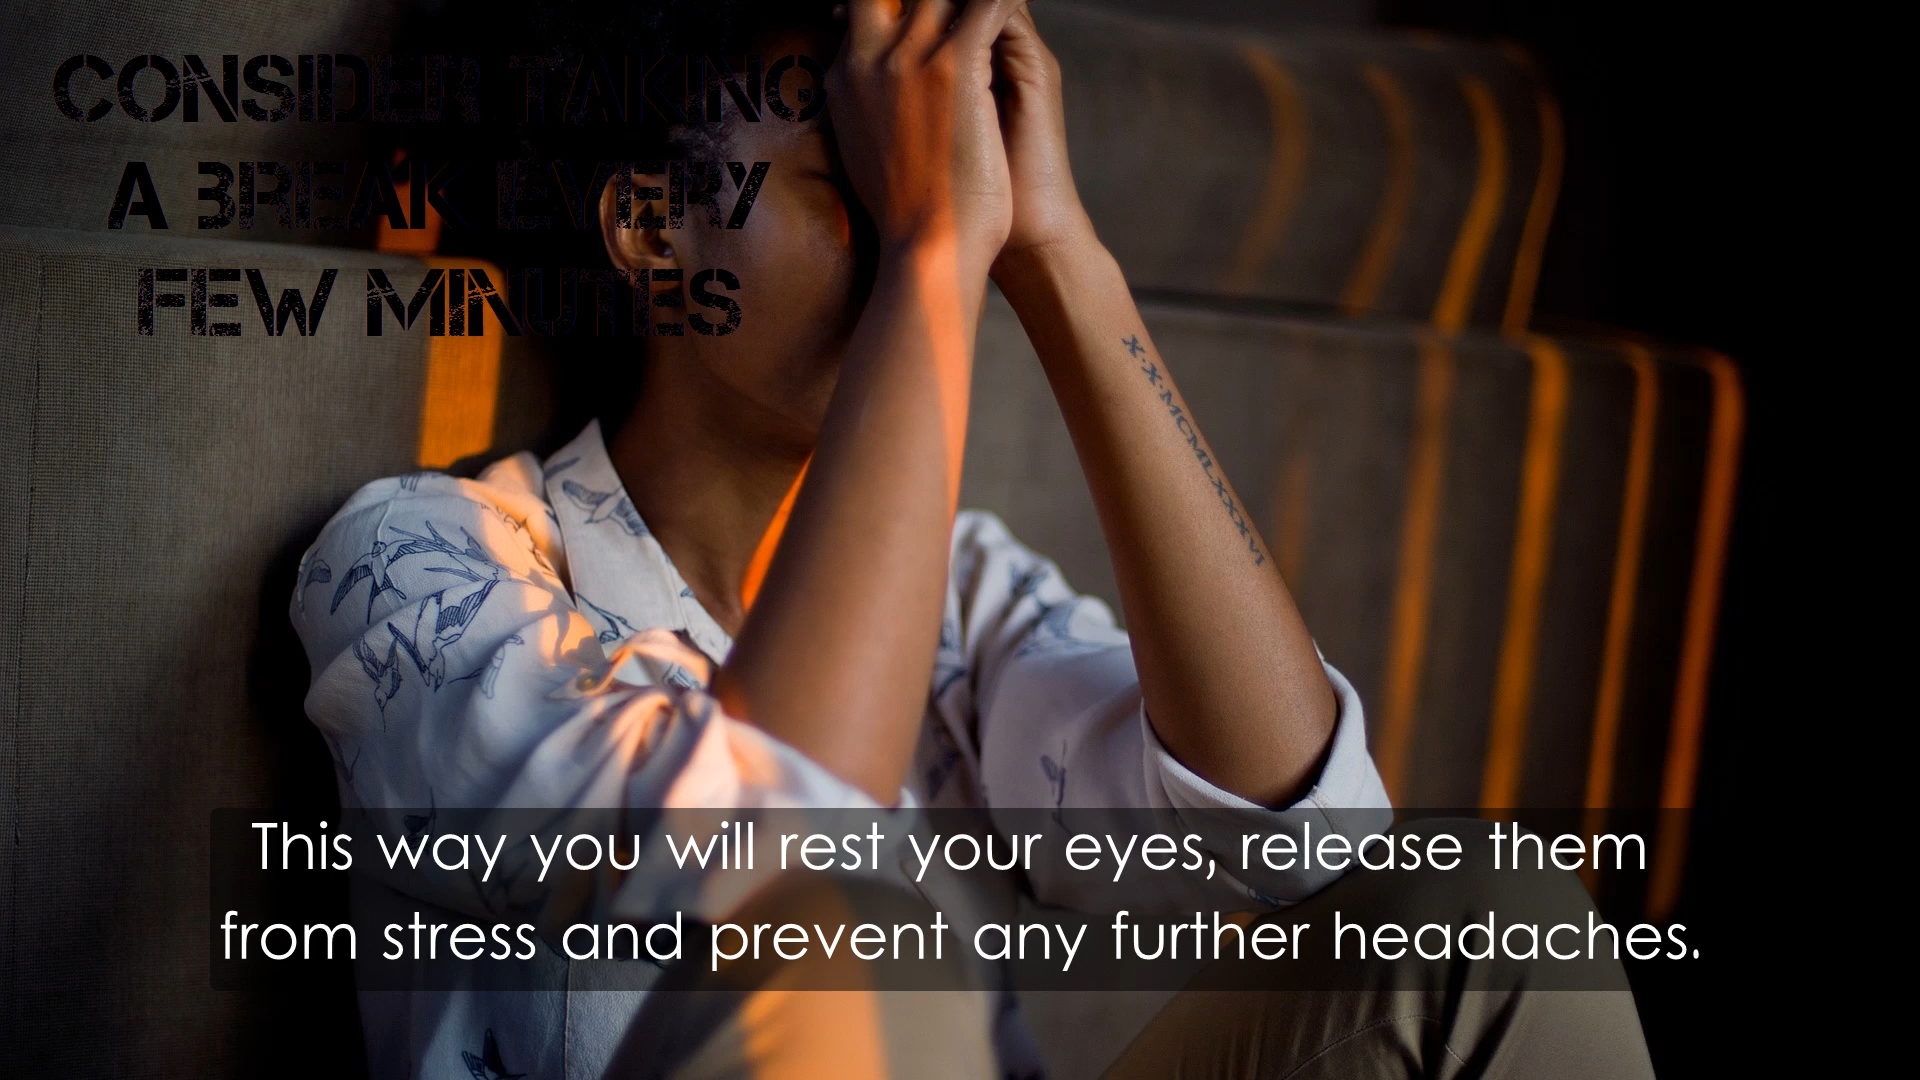 CONSIDER TAKING
A BREAK EVERY
FEW MINUTES
X·X·MCMLXXXVI
This way you will rest your eyes, release them
from stress and prevent any further headaches.